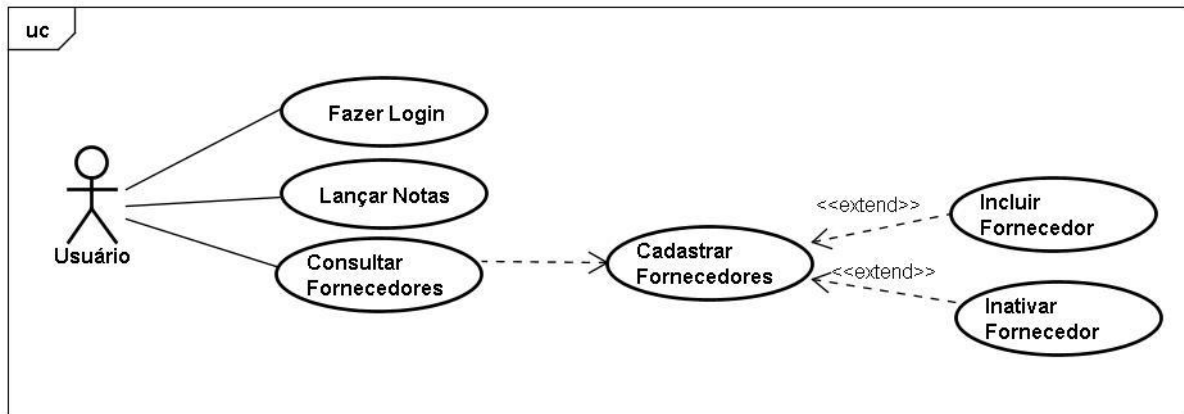 uc
Fazer Login
Lançar Notas
Usuário
Consultar
Fornecedores
Cadastrar
Fornecedores
<<extend>>
<<extend>>
Incluir
Fornecedor
Inativar
Fornecedor